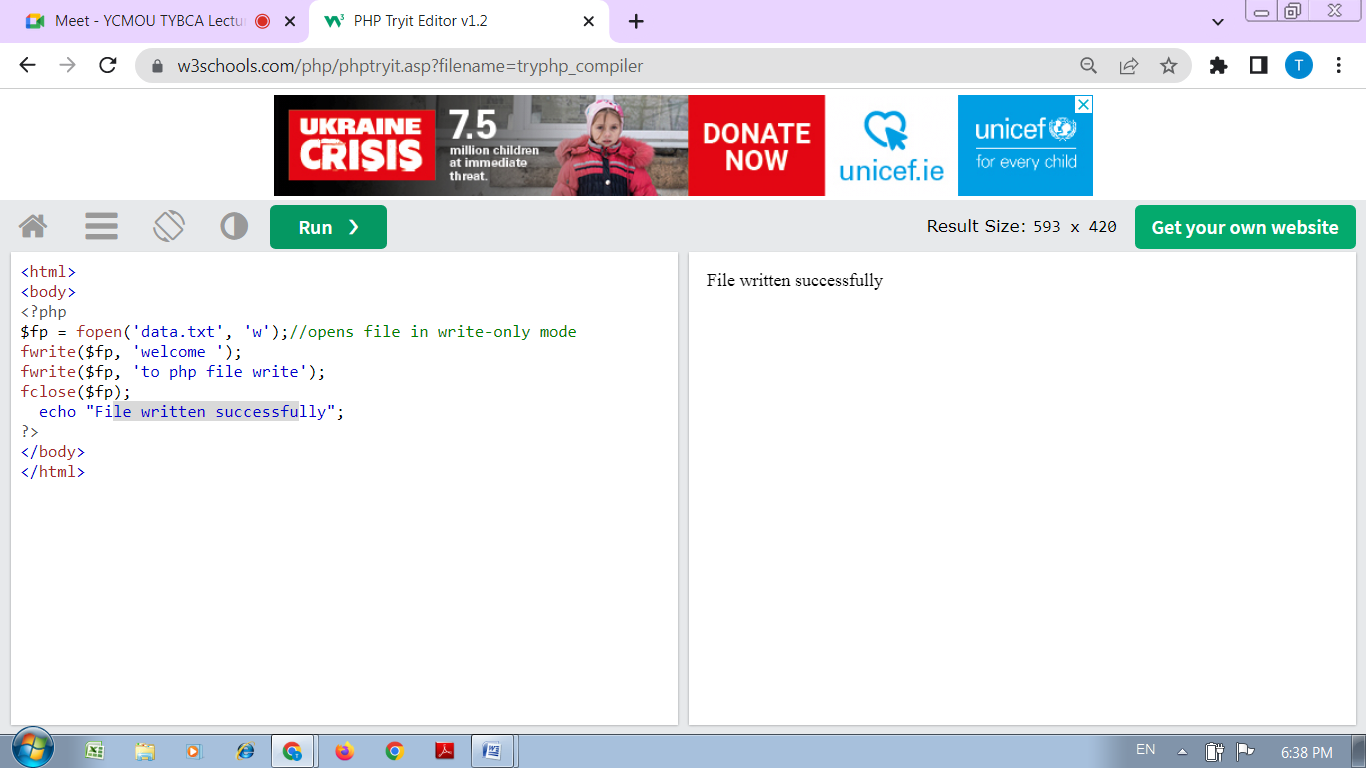 Meet - YCMOU TYBCA Lectu
PHP Tryit Editor v1.2
w3schools.com/php/phptryit.asp?filename=tryphp_compiler
T
UKRAINE
CRISIS
7.5
million children
at immediate
threat.
DONATE
NOW
unicef.ie
unicef
for every child
Run ❯
Result Size: 593 x 420
Get your own website
<html>
<body>
<?php
$fp = fopen('data.txt', 'w');//opens file in write-only mode
fwrite($fp, 'welcome ');
fwrite($fp, 'to php file write');
fclose($fp);
  echo "File written successfully";
?>
</body>
</html>
File written successfully
EN
6:38 PM